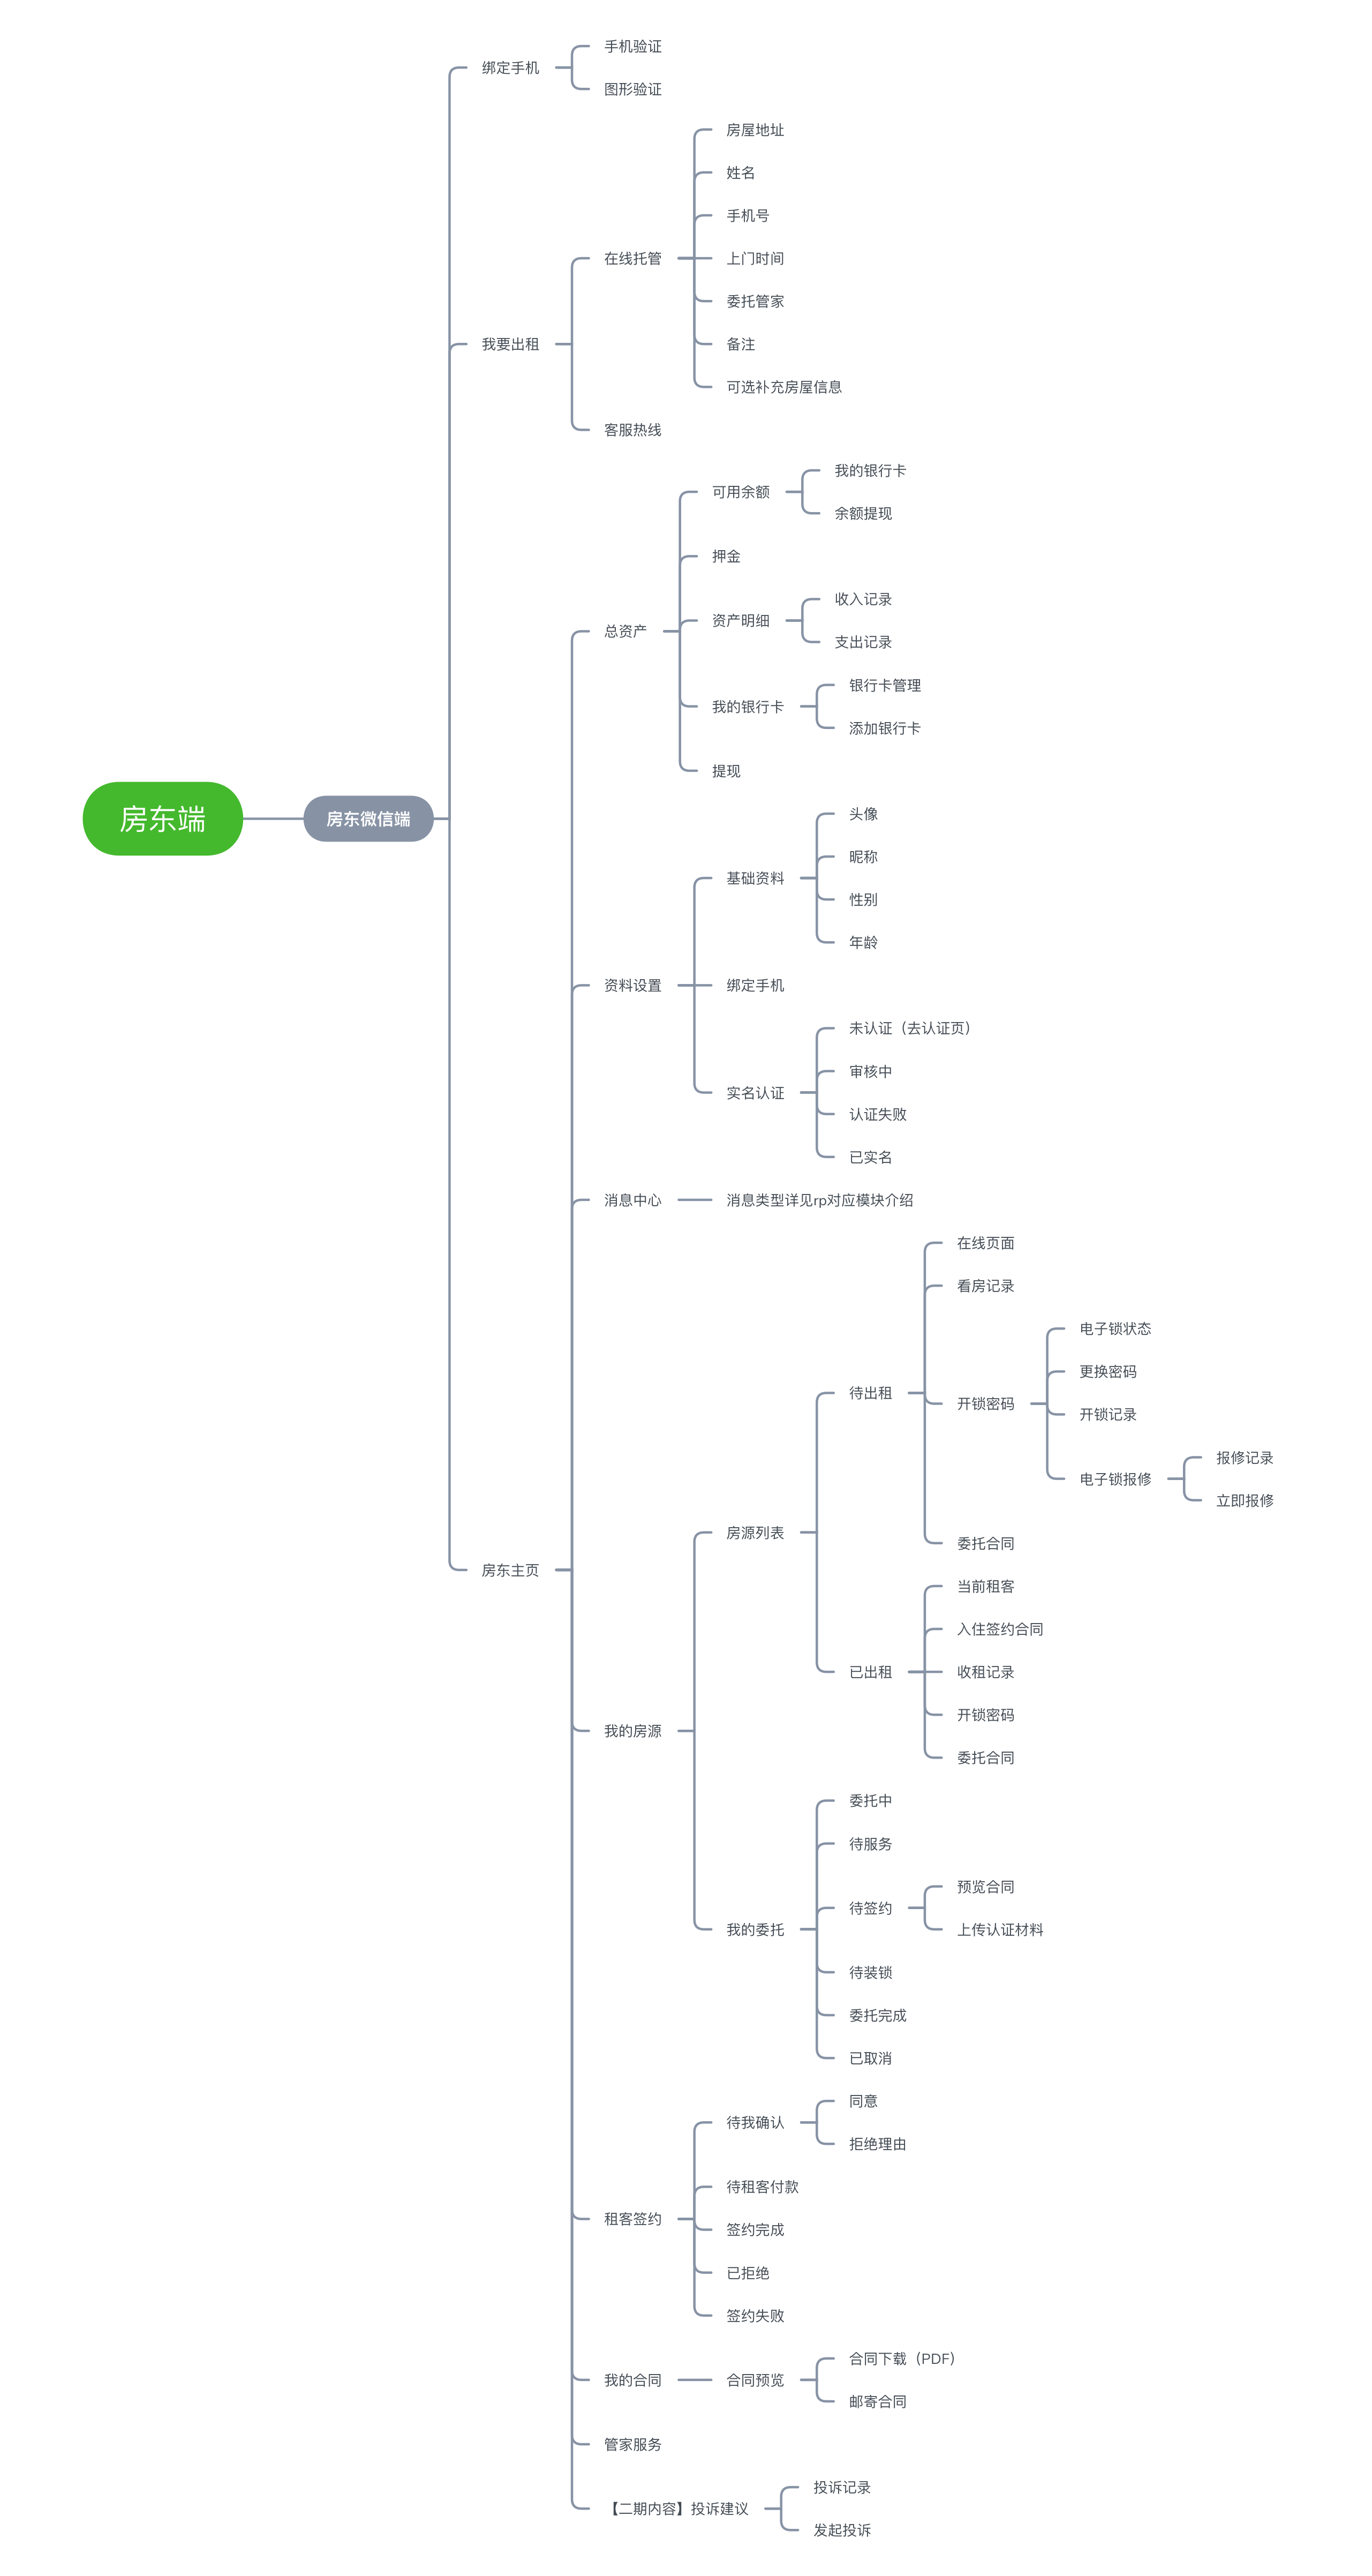 房东端
房东微信端
绑定手机
手机验证
图形验证
我要出租
在线托管
房屋地址
姓名
手机号
上门时间
委托管家
备注
可选补充房屋信息
客服热线
房东主页
总资产
可用余额
我的银行卡
余额提现
押金
资产明细
收入记录
支出记录
我的银行卡
银行卡管理
添加银行卡
提现
资料设置
基础资料
头像
昵称
性别
年龄
绑定手机
实名认证
未认证（去认证页）
审核中
认证失败
已实名
消息中心
消息类型详见rp对应模块介绍
我的房源
房源列表
待出租
在线页面
看房记录
开锁密码
电子锁状态
更换密码
开锁记录
电子锁报修
报修记录
立即报修
委托合同
已出租
当前租客
入住签约合同
收租记录
开锁密码
委托合同
我的委托
委托中
待服务
待签约
预览合同
上传认证材料
待装锁
委托完成
已取消
租客签约
待我确认
同意
拒绝理由
待租客付款
签约完成
已拒绝
签约失败
我的合同
合同预览
合同下载（PDF）
邮寄合同
管家服务
【二期内容】投诉建议
投诉记录
发起投诉